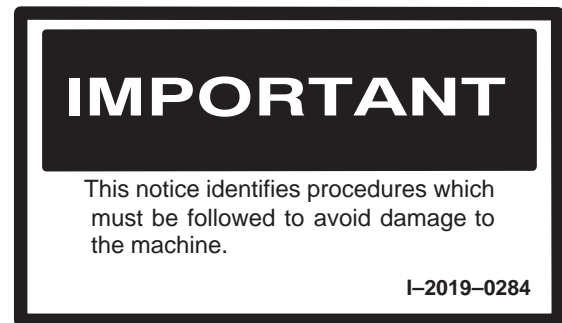 IMPORTANT
This notice identifies procedures which
must be followed to avoid damage to
the machine.
I–2019–0284